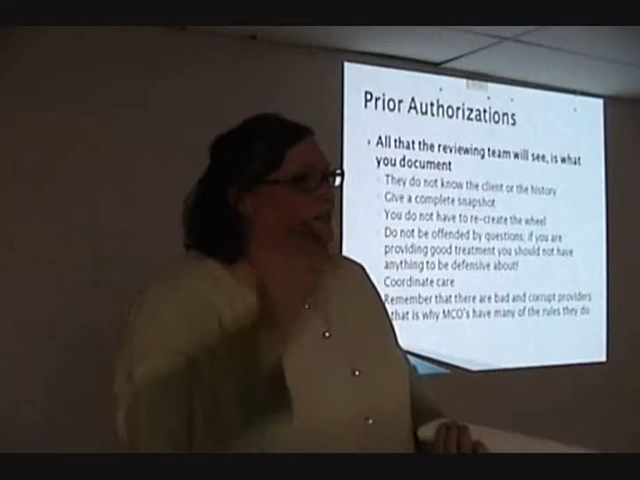 Prior Authorizations
All that the reviewing team will see, is what
you document
They do not know the client or the history
Give a complete snapshot
You do not have to re-create the wheel
Do not be offended by questions; if you are
providing good treatment you should not have
anything to be defensive about!
Coordinate care
Remember that there are bad and corrupt providers
that is why MCO's have many of the rules they do